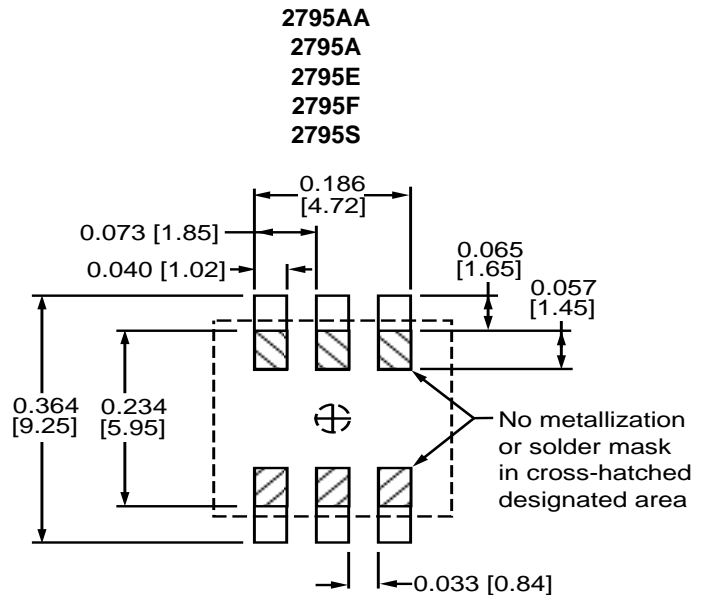 2795AA
2795A
2795E
2795F
2795S
0.186
[4.72]
0.073 [1.85]
0.040 [1.02]
0.065
[1.65]
0.057
[1.45]
0.364
[9.25]
0.234
[5.95]
No metallization
or solder mask
in cross-hatched
designated area
0.033 [0.84]